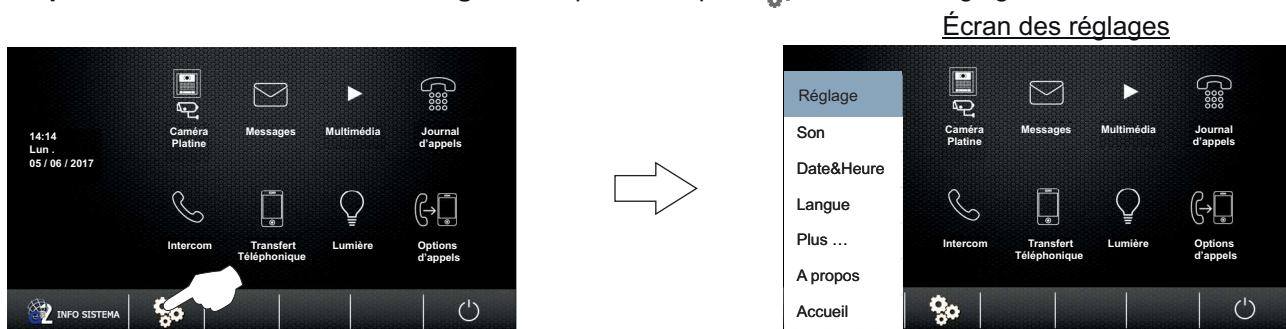 Écran des réglages
14:14
Lun .
05 / 06 / 2017
Caméra
Platine
Messages
Multimédia
Journal
d'appels
Intercom
Transfert
Téléphonique
Lumière
Options
d'appels
2 INFO SISTEMA
Réglage
Son
Date&Heure
Langue
Plus ...
A propos
Accueil
Caméra
Platine
Messages
Multimédia
Journal
d'appels
Intercom
Transfert
Téléphonique
Lumière
Options
d'appels